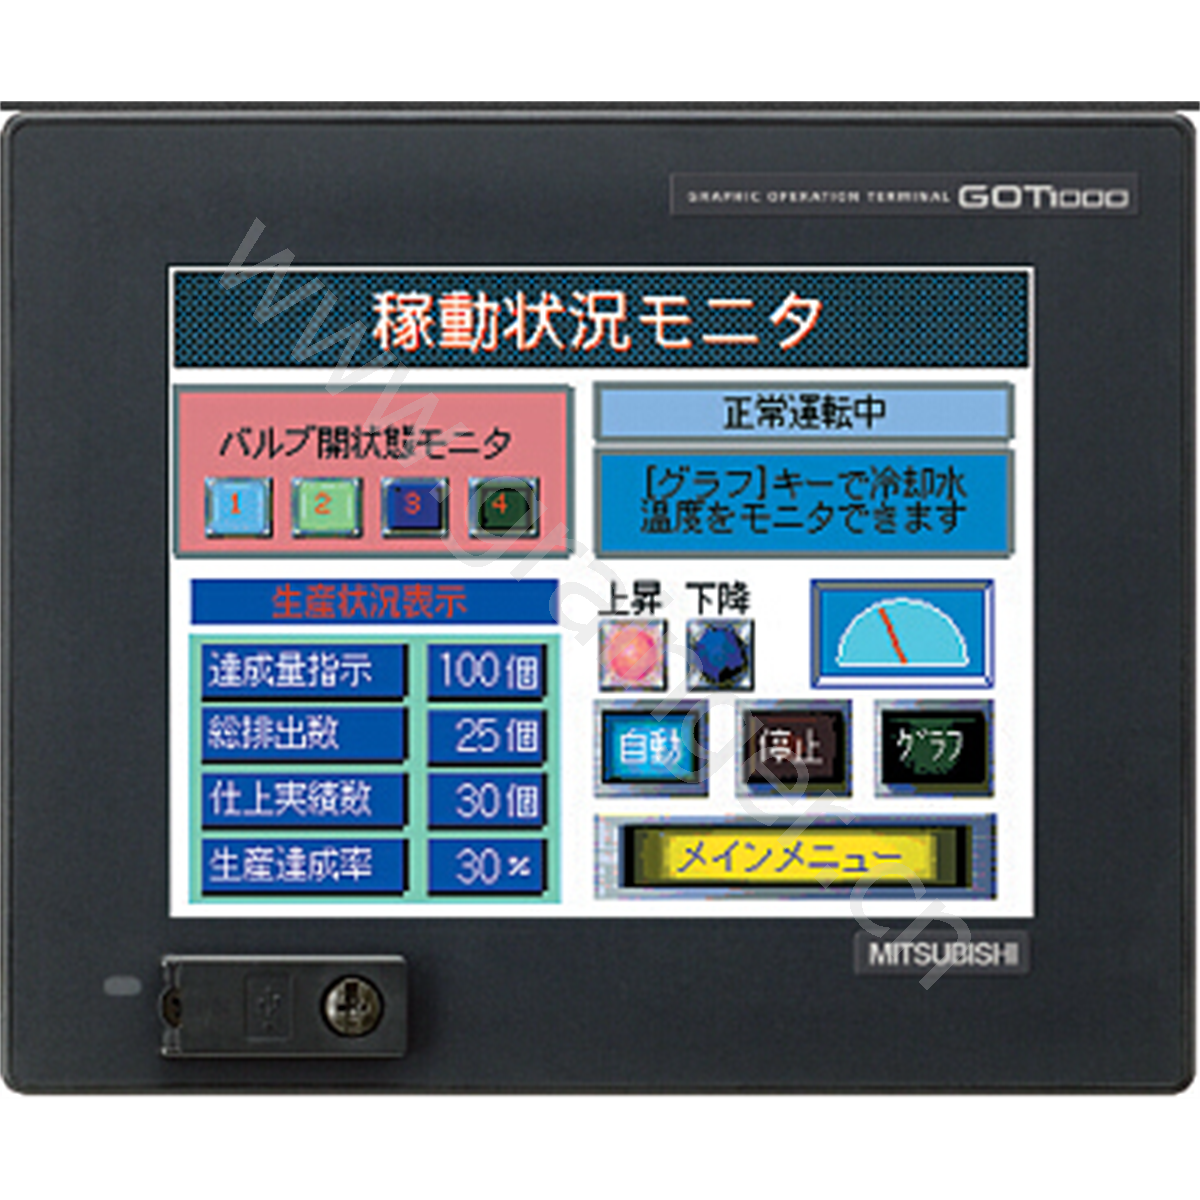 GRAPHIC OPERATION TERMINAL GOT1000
稼動状況モニタ
バルブ開状態モニタ
1 2 3 4
正常運転中
[グラフ]キーで冷却水
温度をモニタできます
生産状況表示
達成量指示 100個
総排出数 25個
仕上実績数 30個
生産達成率 30%
上昇 下降
自動 停止 グラフ
メインメニュー
MITSUBISHI
www.grainger.cn